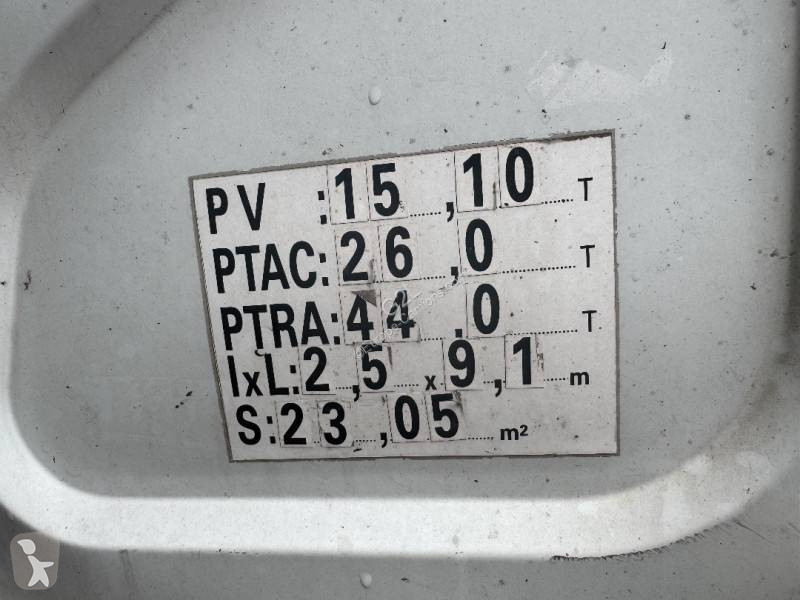 PV :15 ,10 T
PTAC:26 ,0 T
PTRA:44 ,0 T
lxL:2,5 x 9,1 m
S:23 ,05 m²